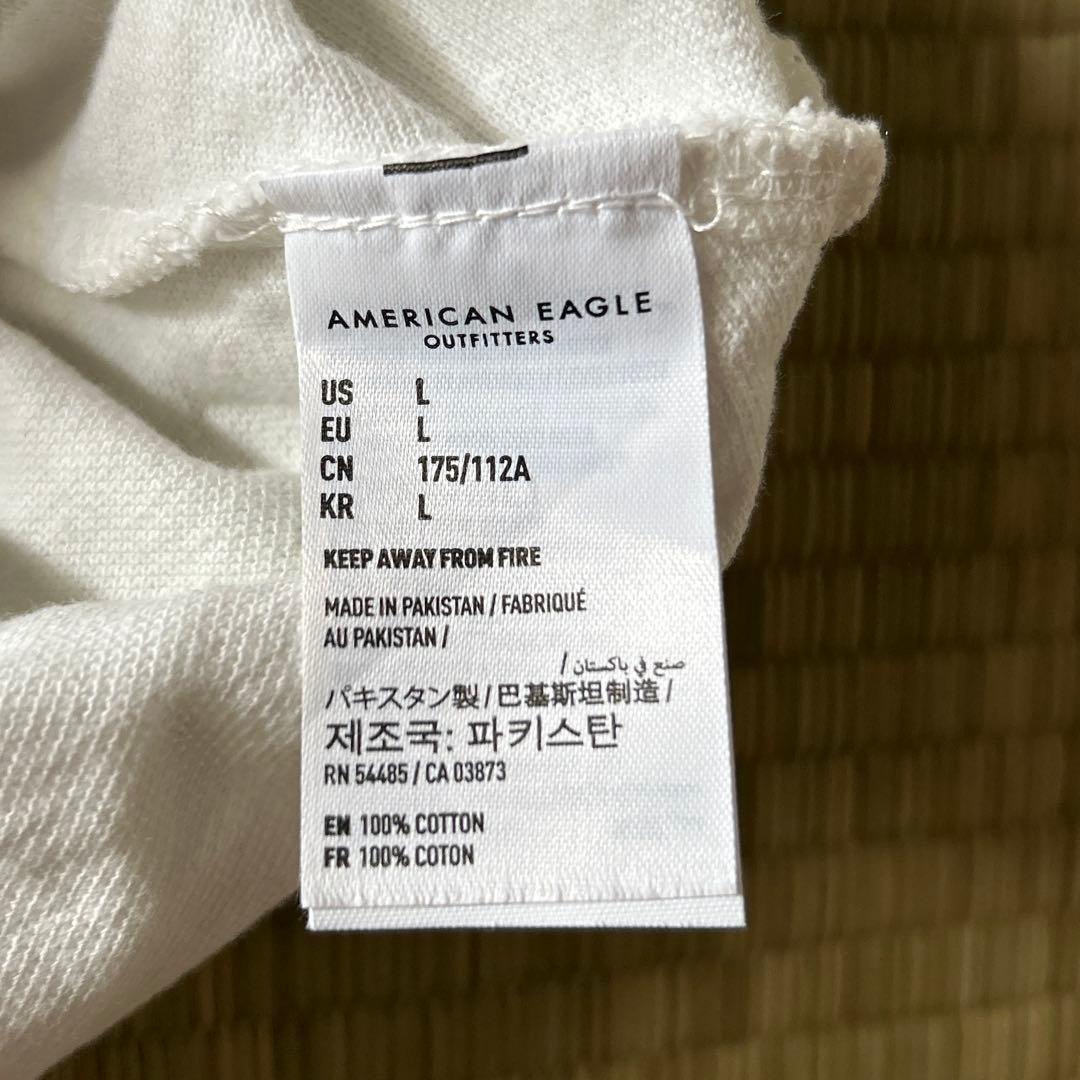 AMERICAN EAGLE
OUTFITTERS
US L
EU L
CN 175/112A
KR L
KEEP AWAY FROM FIRE
MADE IN PAKISTAN / FABRIQUÉ
AU PAKISTAN /
صنع في باكستان /
パキスタン製 / 巴基斯坦制造 /
제조국: 파키스탄
RN 54485 / CA 03873
EN 100% COTTON
FR 100% COTON